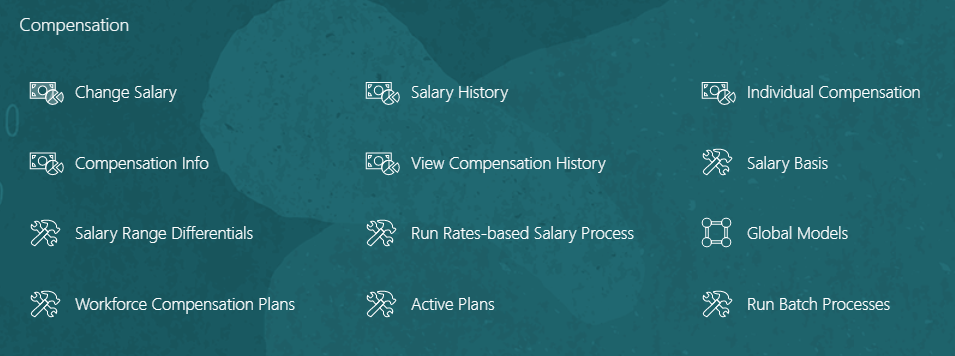 Compensation
Change Salary
Salary History
Individual Compensation
Compensation Info
View Compensation History
Salary Basis
Salary Range Differentials
Run Rates-based Salary Process
Global Models
Workforce Compensation Plans
Active Plans
Run Batch Processes